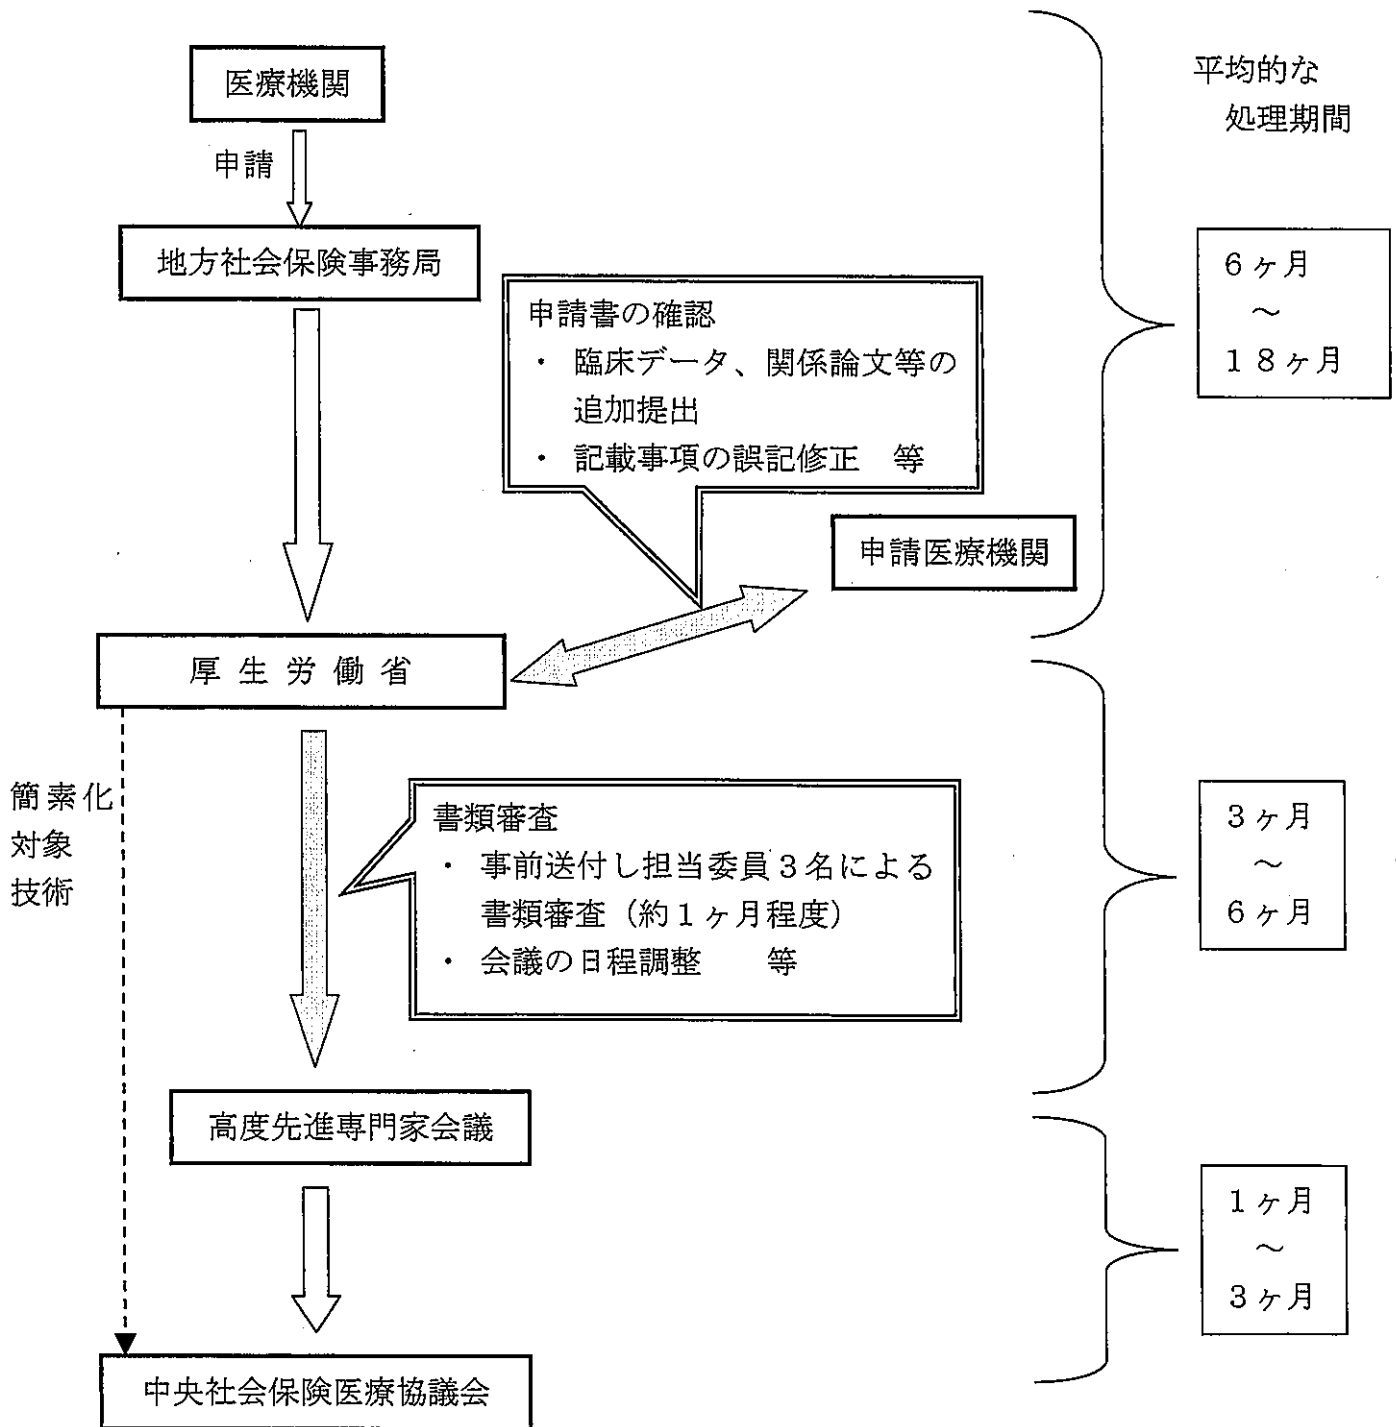 医療機関
平均的な
処理期間
申請
地方社会保険事務局
6ヶ月
～
18ヶ月
申請書の確認
・ 臨床データ、関係論文等の
追加提出
・ 記載事項の誤記修正 等
申請医療機関
厚生労働省
簡素化
対象
技術
書類審査
・ 事前送付し担当委員3名による
書類審査（約1ヶ月程度）
・ 会議の日程調整 等
3ヶ月
～
6ヶ月
高度先進専門家会議
1ヶ月
～
3ヶ月
中央社会保険医療協議会